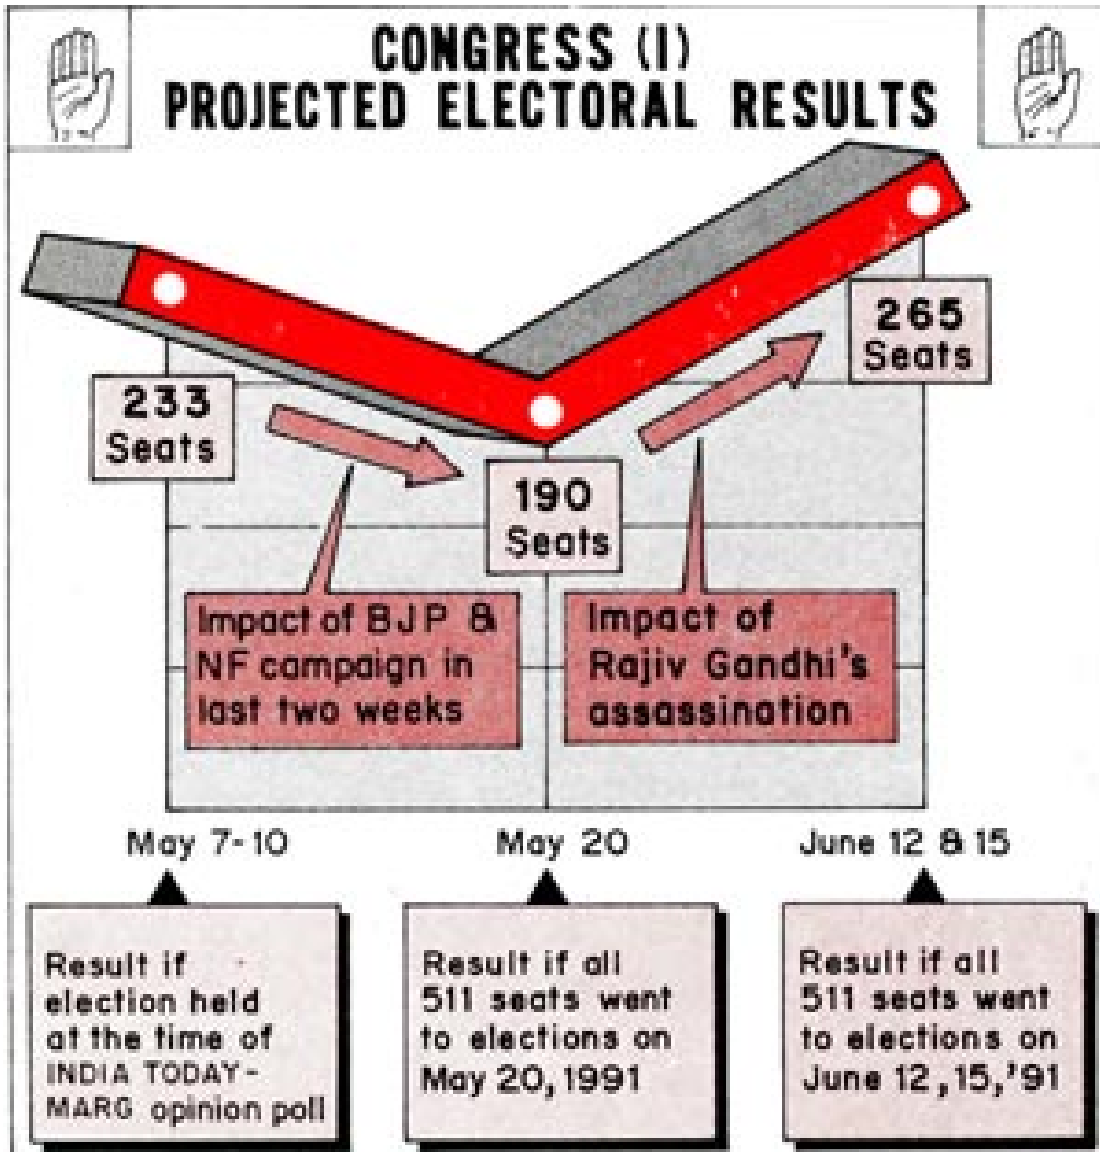 CONGRESS (I)
PROJECTED ELECTORAL RESULTS
233
Seats
190
Seats
265
Seats
Impact of BJP &
NF campaign in
last two weeks
Impact of
Rajiv Gandhi's
assassination
May 7-10
May 20
June 12 & 15
Result if
election held
at the time of
INDIA TODAY-
MARG opinion poll
Result if all
511 seats went
to elections on
May 20, 1991
Result if all
511 seats went
to elections on
June 12, 15, '91